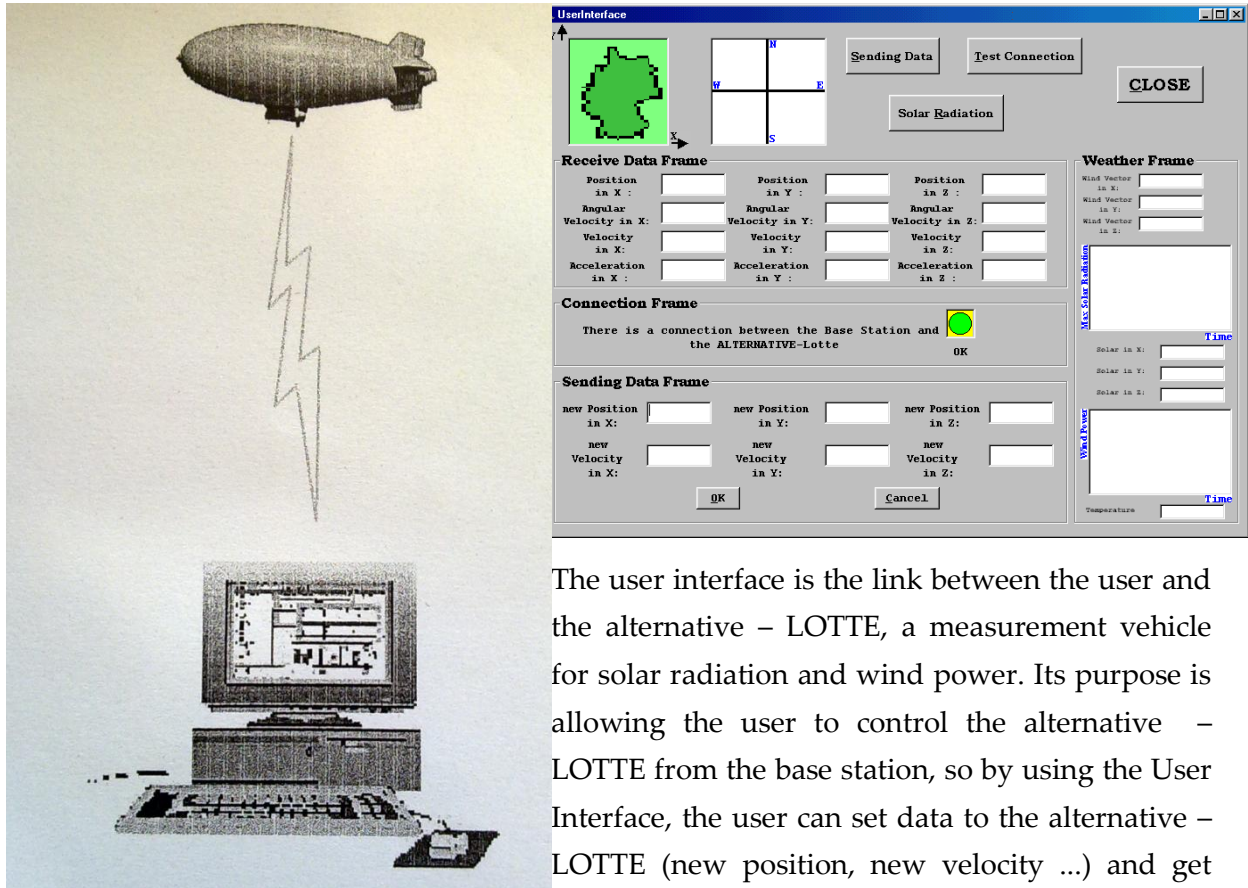 UserInterface
Y
N
W E
S
X
Sending Data
Test Connection
Solar Radiation
CLOSE
Receive Data Frame
Position in X :
Position in Y :
Position in Z :
Angular Velocity in X:
Angular Velocity in Y:
Angular Velocity in Z:
Velocity in X:
Velocity in Y:
Velocity in Z:
Acceleration in X :
Acceleration in Y :
Acceleration in Z :
Connection Frame
There is a connection between the Base Station and
the ALTERNATIVE-Lotte
OK
Sending Data Frame
new Position in X:
new Position in Y:
new Position in Z:
new Velocity in X:
new Velocity in Y:
new Velocity in Z:
OK
Cancel
Weather Frame
Wind Vector in X:
Wind Vector in Y:
Wind Vector in Z:
Max Solar Radiation
Time
Solar in X:
Solar in Y:
Solar in Z:
Wind Power
Time
Temperature
The user interface is the link between the user and
the alternative – LOTTE, a measurement vehicle
for solar radiation and wind power. Its purpose is
allowing the user to control the alternative –
LOTTE from the base station, so by using the User
Interface, the user can set data to the alternative –
LOTTE (new position, new velocity ...) and get